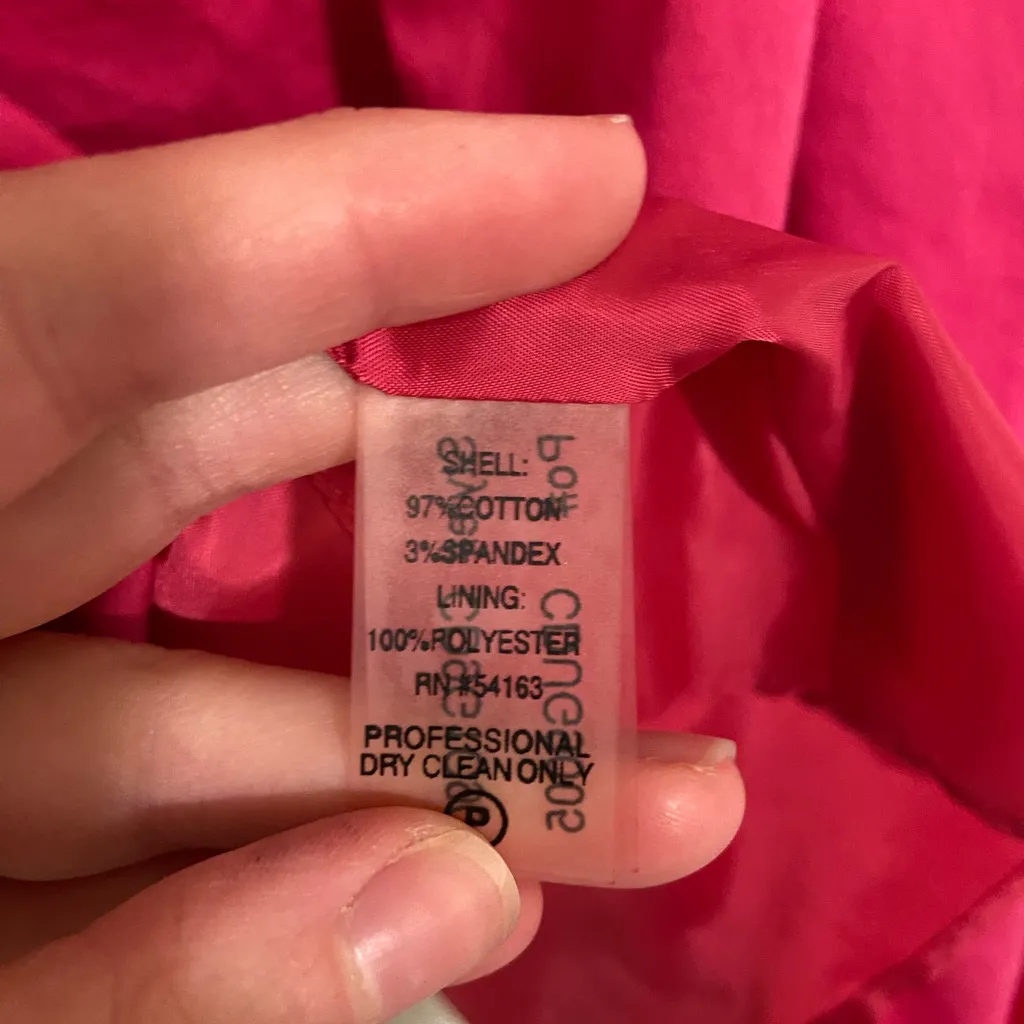 SHELL:
97%COTTON
3%SPANDEX
LINING:
100%POLYESTER
RN #54163
PROFESSIONAL
DRY CLEAN ONLY
P